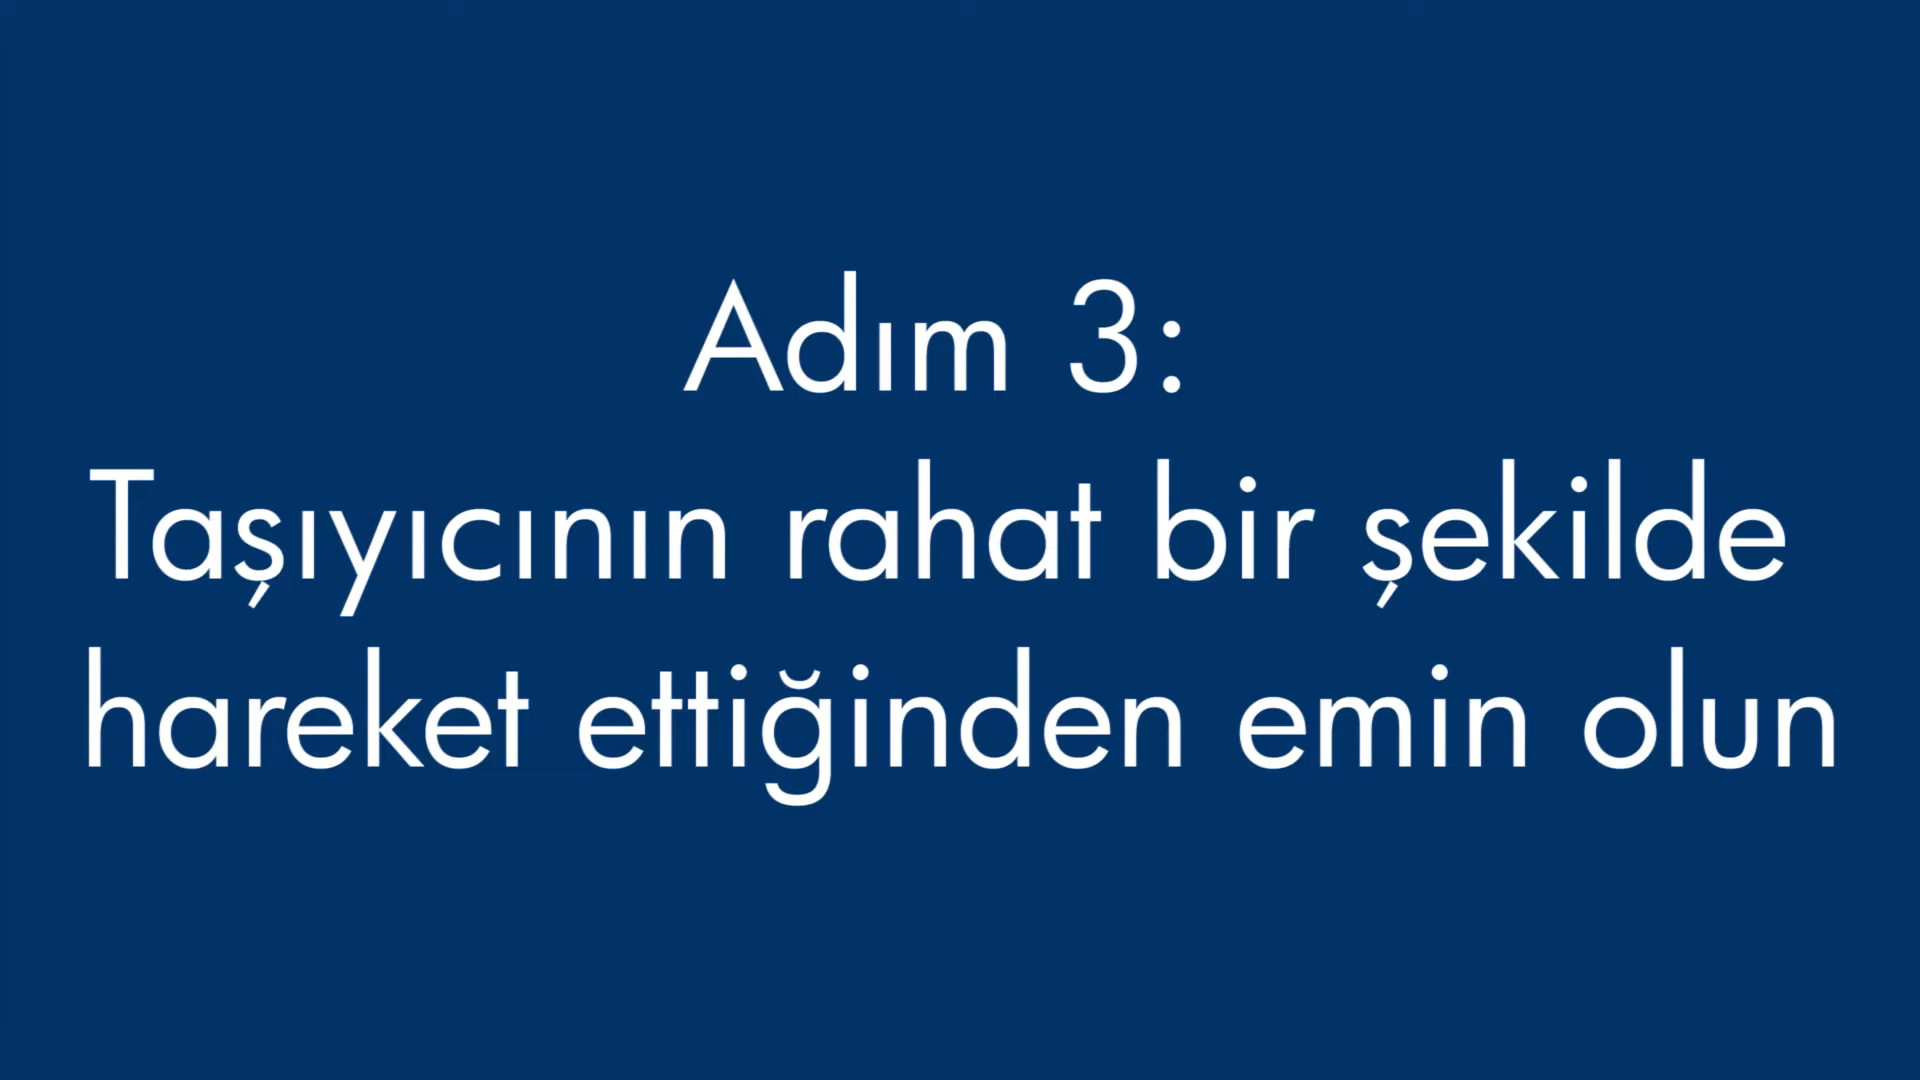 Adım 3:
Taşıyıcının rahat bir şekilde
hareket ettiğinden emin olun